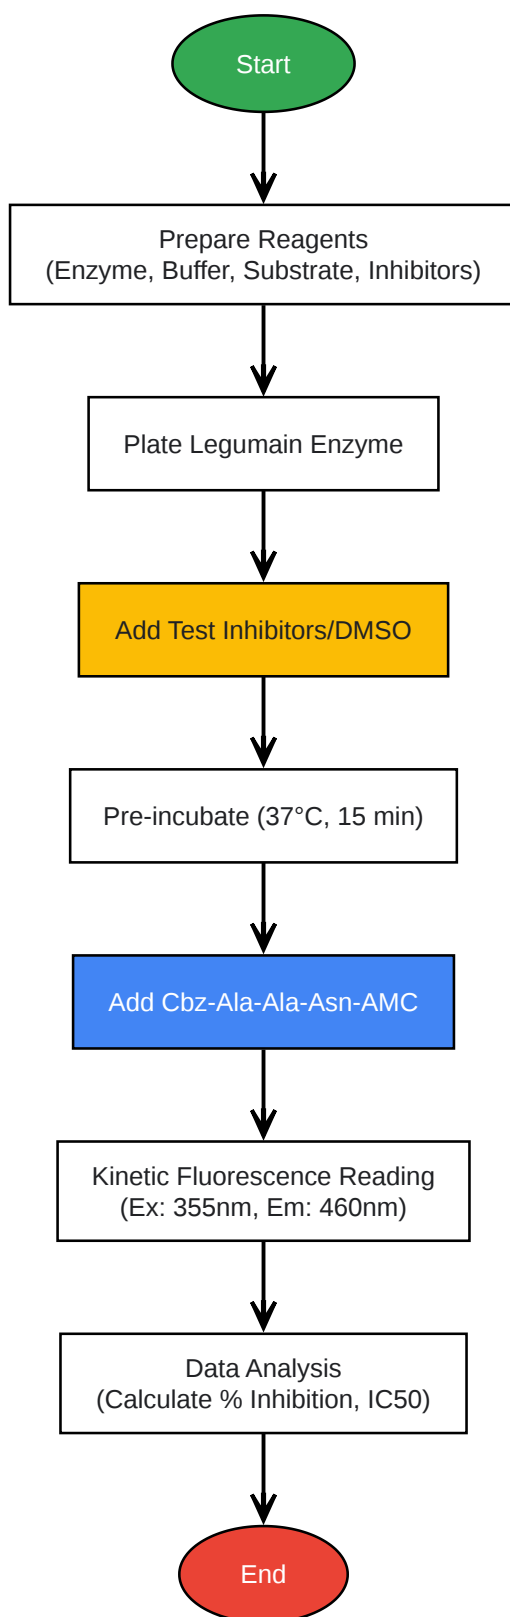 Start
Prepare Reagents
(Enzyme, Buffer, Substrate, Inhibitors)
Plate Legumain Enzyme
Add Test Inhibitors/DMSO
Pre-incubate (37°C, 15 min)
Add Cbz-Ala-Ala-Asn-AMC
Kinetic Fluorescence Reading
(Ex: 355nm, Em: 460nm)
Data Analysis
(Calculate % Inhibition, IC50)
End